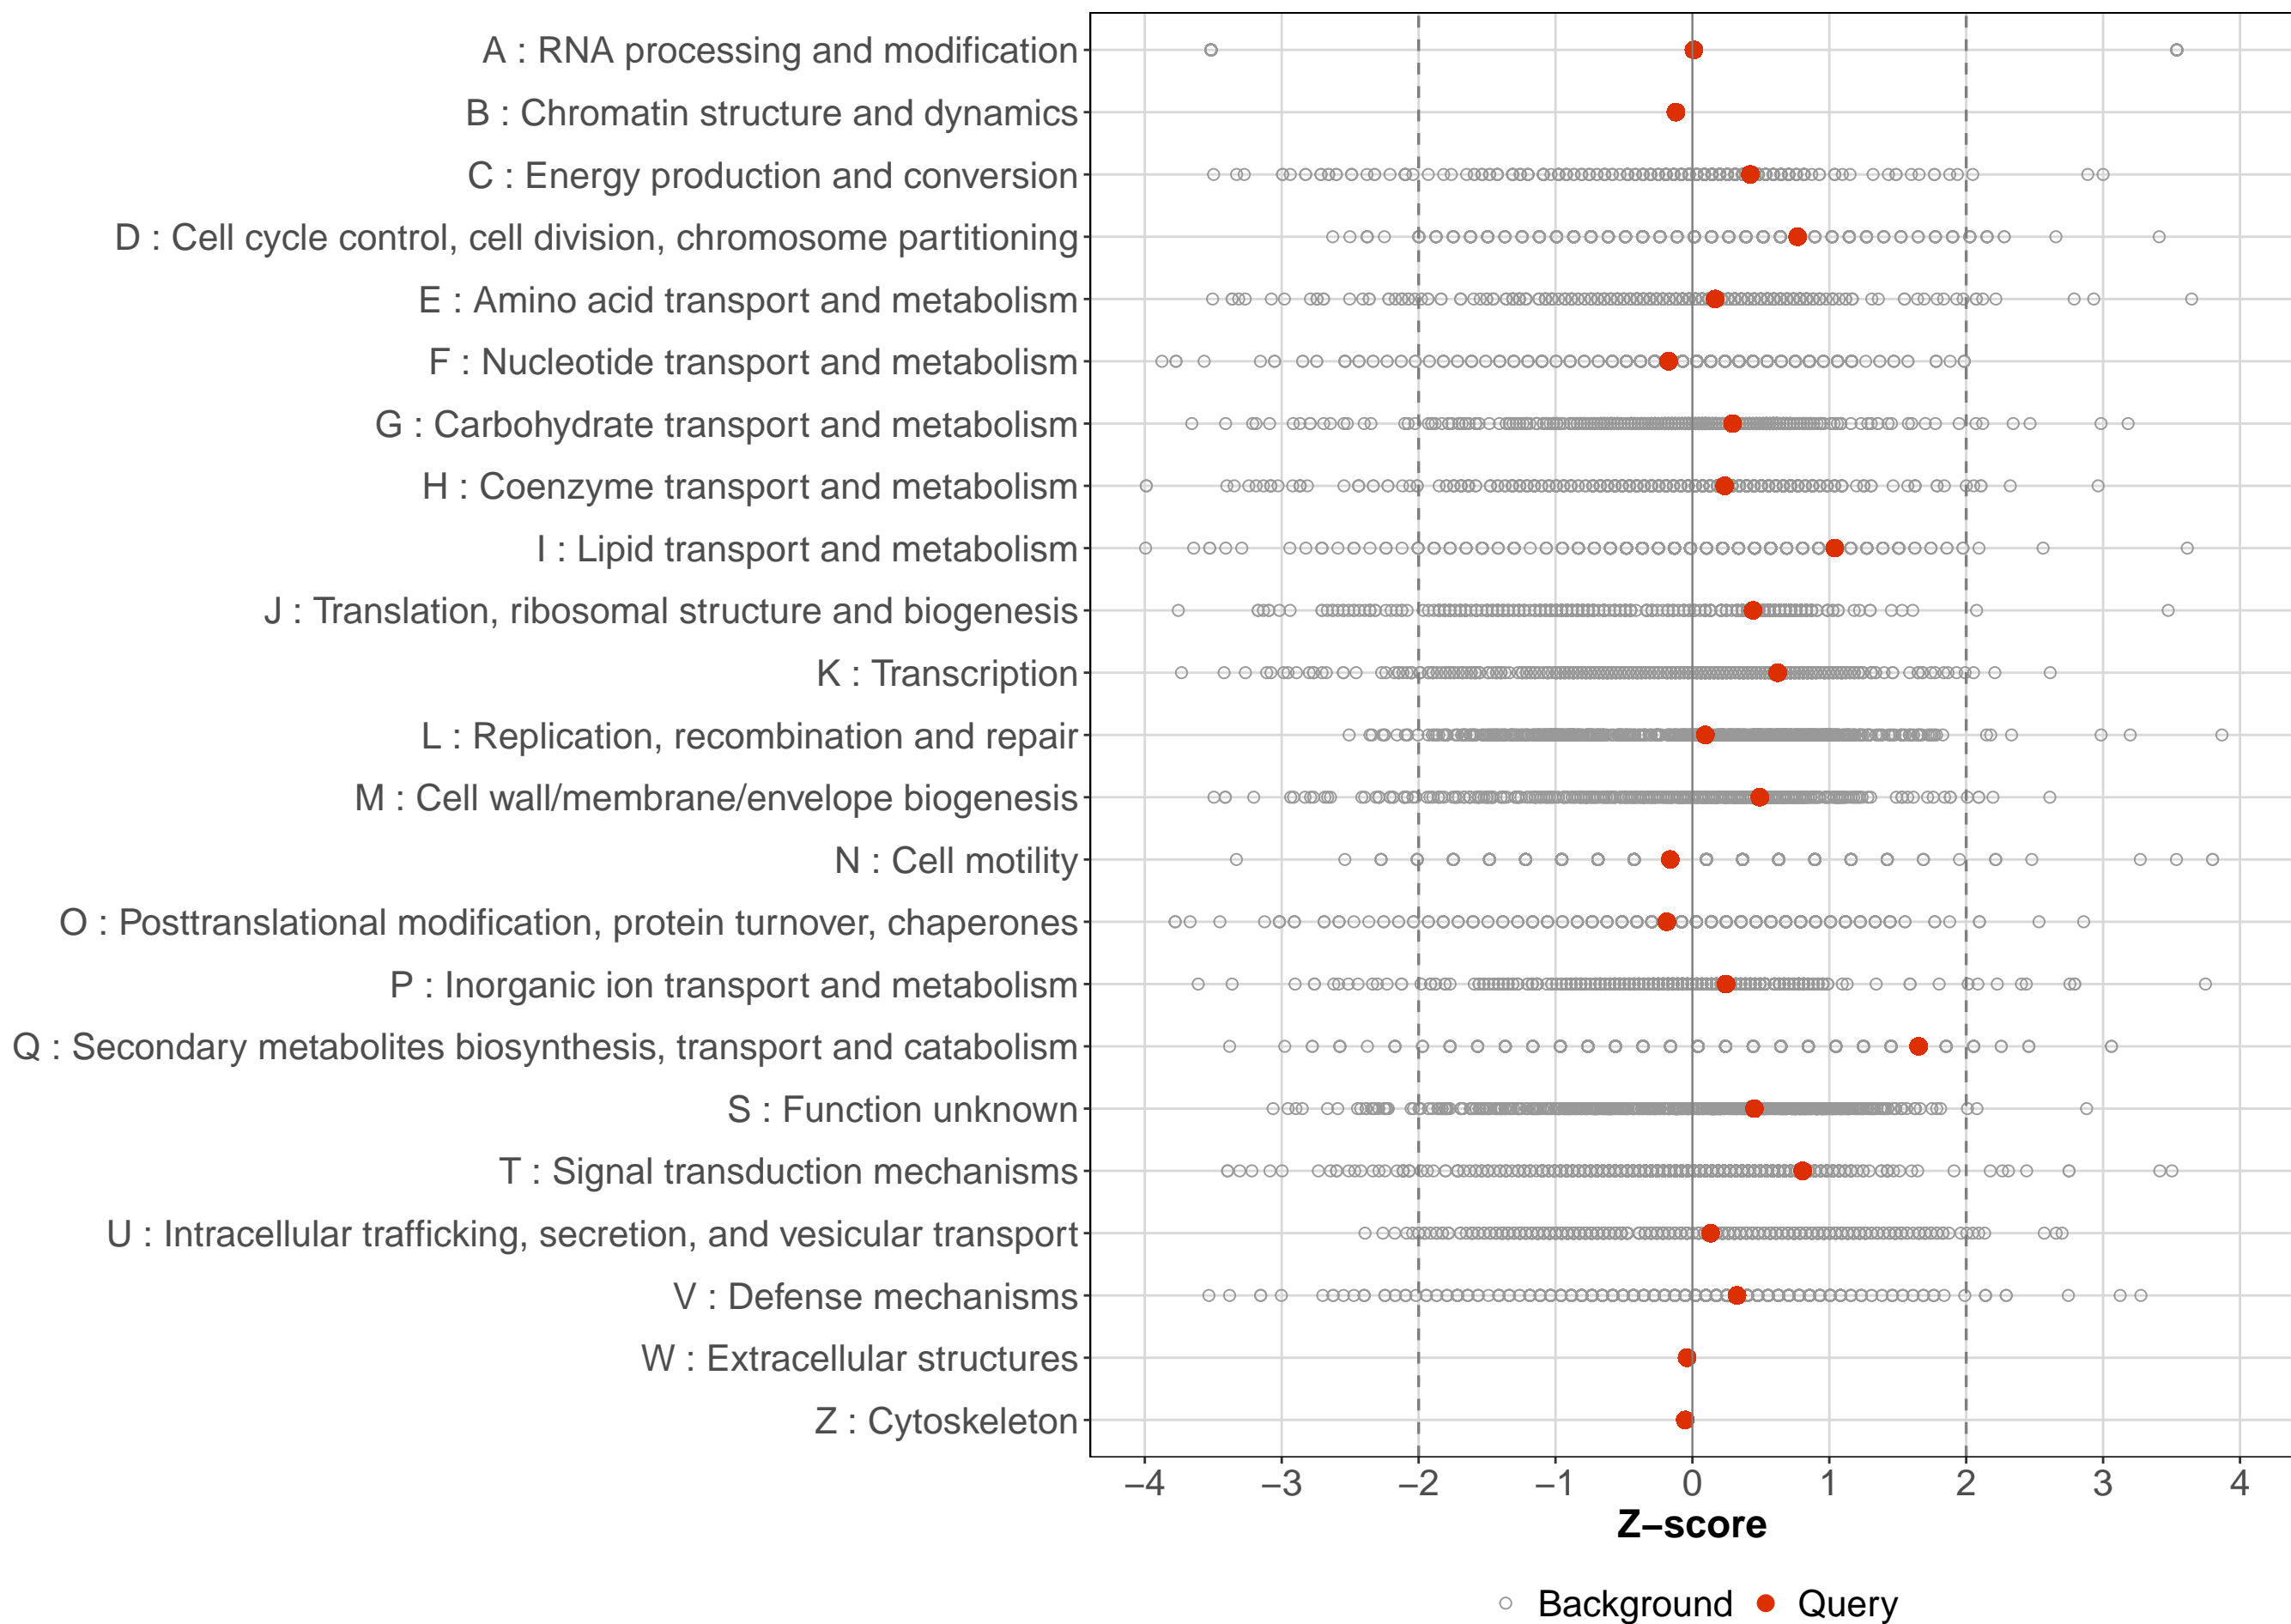 A : RNA processing and modification
B : Chromatin structure and dynamics
C : Energy production and conversion
D : Cell cycle control, cell division, chromosome partitioning
E : Amino acid transport and metabolism
F : Nucleotide transport and metabolism
G : Carbohydrate transport and metabolism
H : Coenzyme transport and metabolism
I : Lipid transport and metabolism
J : Translation, ribosomal structure and biogenesis
K : Transcription
L : Replication, recombination and repair
M : Cell wall/membrane/envelope biogenesis
N : Cell motility
O : Posttranslational modification, protein turnover, chaperones
P : Inorganic ion transport and metabolism
Q : Secondary metabolites biosynthesis, transport and catabolism
S : Function unknown
T : Signal transduction mechanisms
U : Intracellular trafficking, secretion, and vesicular transport
V : Defense mechanisms
W : Extracellular structures
Z : Cytoskeleton
−4 −3 −2 −1 0 1 2 3 4
Z−score
Background Query